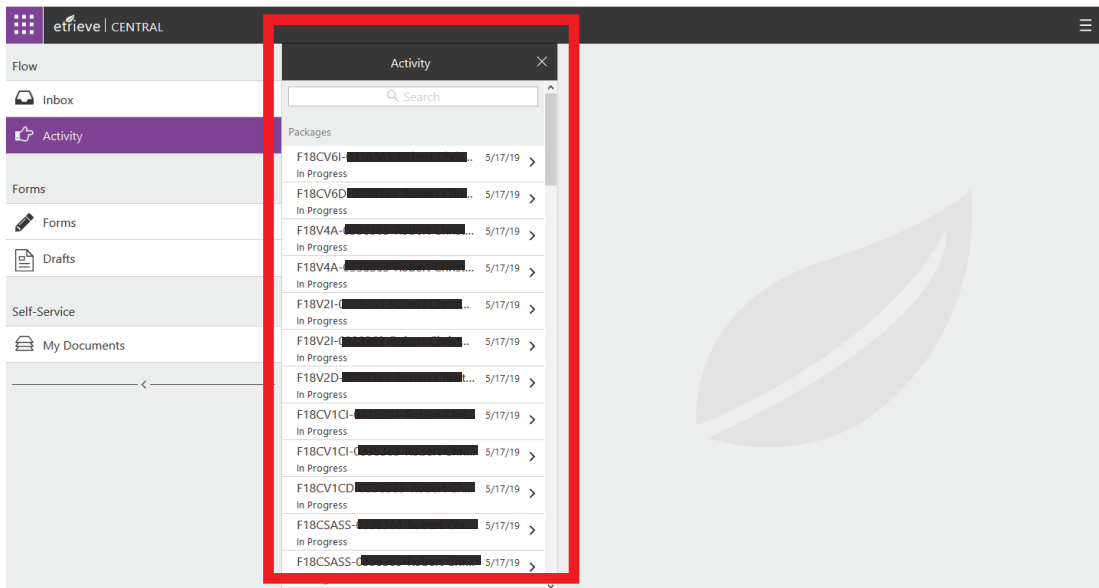 etrieve | CENTRAL
Flow
Inbox
Activity
Forms
Forms
Drafts
Self-Service
My Documents
Activity
Search
Packages
F18CV6I- .. 5/17/19
In Progress
F18CV6D ... 5/17/19
In Progress
F18V4A- ... 5/17/19
In Progress
F18V4A- ... 5/17/19
In Progress
F18V2I- ... 5/17/19
In Progress
F18V2I- ... 5/17/19
In Progress
F18V2D- t... 5/17/19
In Progress
F18CV1CI- 5/17/19
In Progress
F18CV1CI- 5/17/19
In Progress
F18CV1CD 5/17/19
In Progress
F18CSASS- 5/17/19
In Progress
F18CSASS- 5/17/19